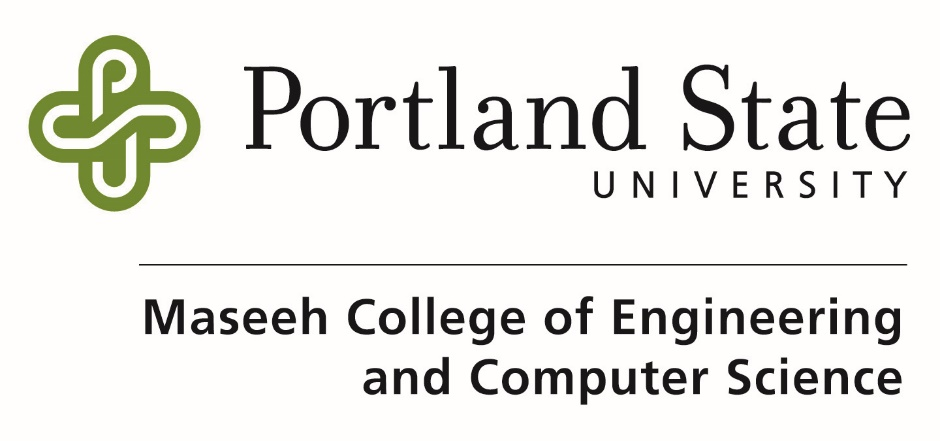 Portland State
UNIVERSITY
Maseeh College of Engineering
and Computer Science